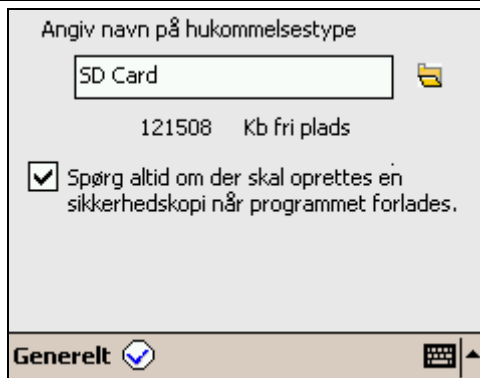 Angiv navn på hukommelsestype
SD Card
121508 Kb fri plads
Spørg altid om der skal oprettes en
sikkerhedskopi når programmet forlades.
Generelt